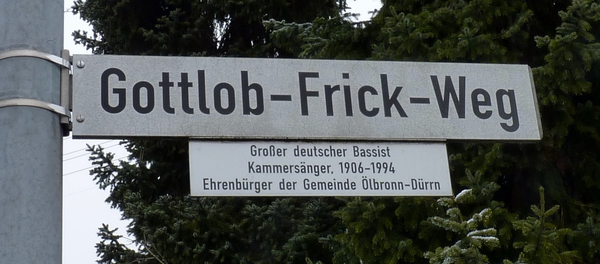 Gottlob-Frick-Weg
Großer deutscher Bassist
Kammersänger, 1906-1994
Ehrenbürger der Gemeinde Ölbronn-Dürrn